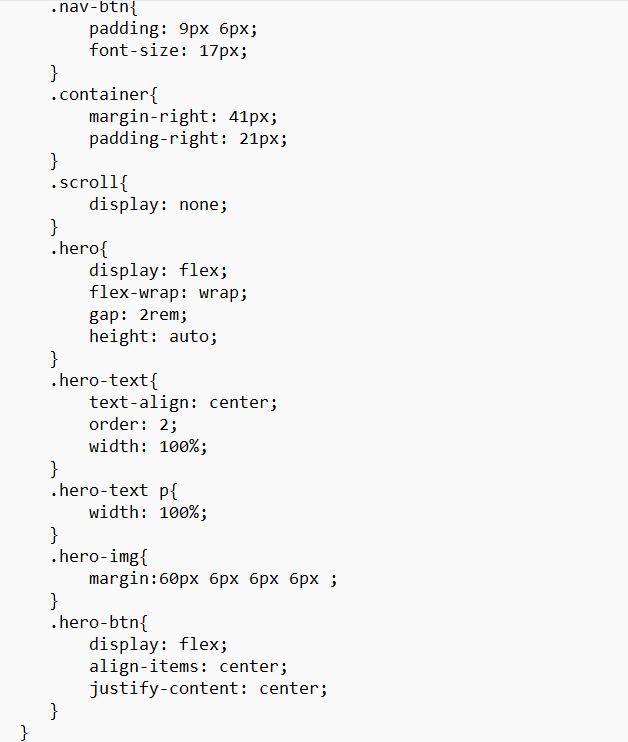 .nav-btn{
padding: 9px 6px;
font-size: 17px;
}
.container{
margin-right: 41px;
padding-right: 21px;
}
.scroll{
display: none;
}
.hero{
display: flex;
flex-wrap: wrap;
gap: 2rem;
height: auto;
}
.hero-text{
text-align: center;
order: 2;
width: 100%;
}
.hero-text p{
width: 100%;
}
.hero-img{
margin:60px 6px 6px 6px ;
}
.hero-btn{
display: flex;
align-items: center;
justify-content: center;
}
}